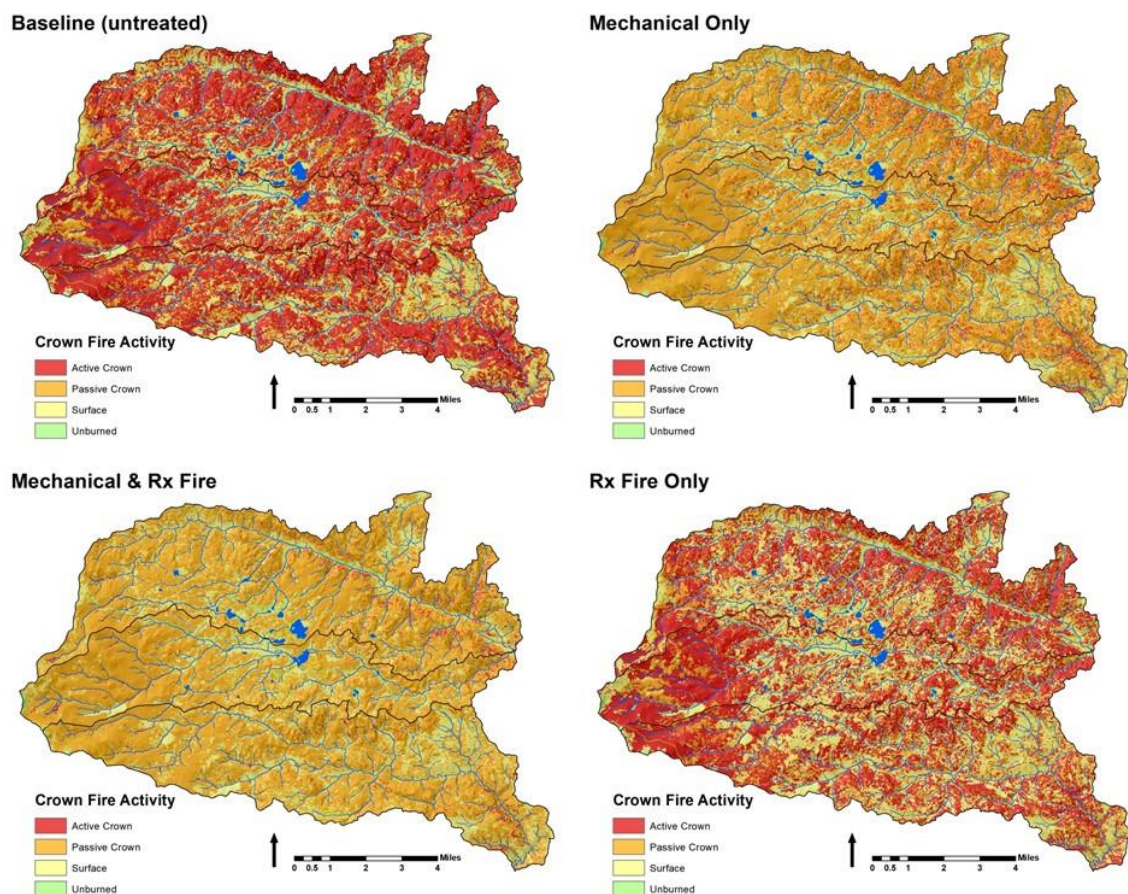 Baseline (untreated)
Crown Fire Activity
Active Crown
Passive Crown
Surface
Unburned
Miles
0 0.5 1 2 3 4
Mechanical Only
Crown Fire Activity
Active Crown
Passive Crown
Surface
Unburned
Miles
0 0.5 1 2 3 4
Mechanical & Rx Fire
Crown Fire Activity
Active Crown
Passive Crown
Surface
Unburned
Miles
0 0.5 1 2 3 4
Rx Fire Only
Crown Fire Activity
Active Crown
Passive Crown
Surface
Unburned
Miles
0 0.5 1 2 3 4